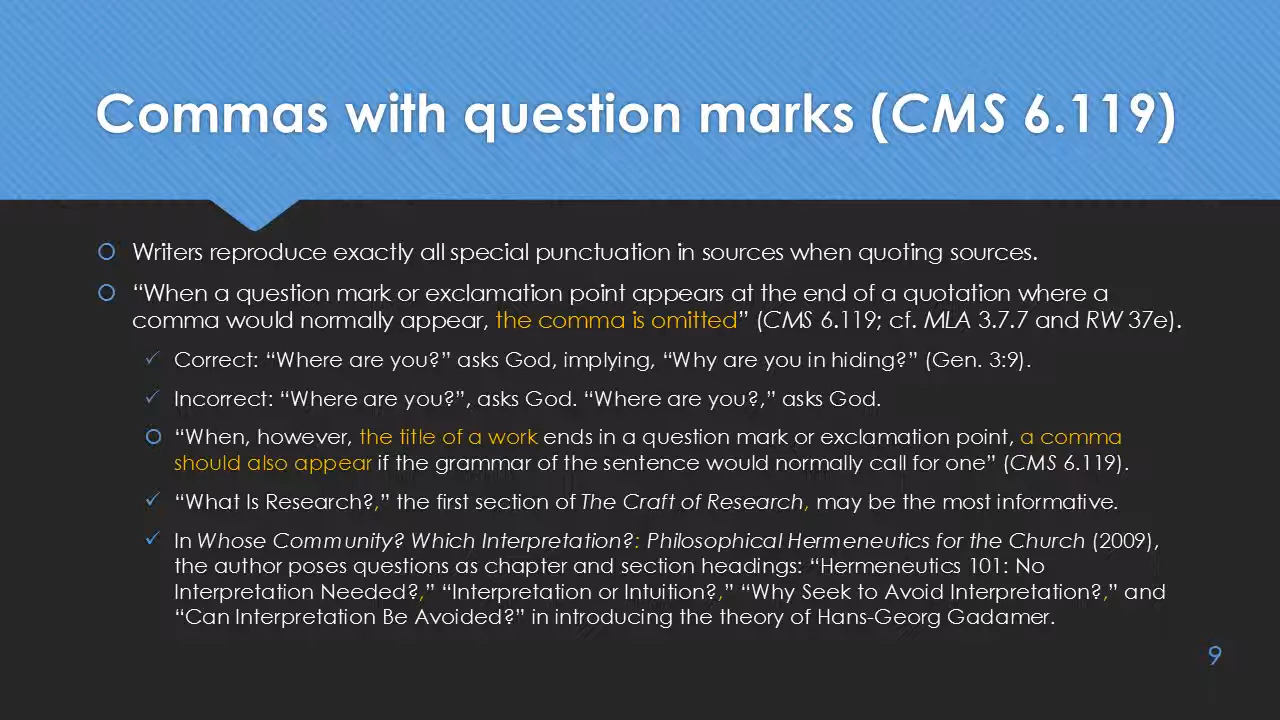 Commas with question marks (CMS 6.119)
Writers reproduce exactly all special punctuation in sources when quoting sources.
“When a question mark or exclamation point appears at the end of a quotation where a
comma would normally appear, the comma is omitted” (CMS 6.119; cf. MLA 3.7.7 and RW 37e).
Correct: “Where are you?” asks God, implying, “Why are you in hiding?” (Gen. 3:9).
Incorrect: “Where are you?”, asks God. “Where are you?,” asks God.
“When, however, the title of a work ends in a question mark or exclamation point, a comma
should also appear if the grammar of the sentence would normally call for one” (CMS 6.119).
“What Is Research?,” the first section of The Craft of Research, may be the most informative.
In Whose Community? Which Interpretation?: Philosophical Hermeneutics for the Church (2009),
the author poses questions as chapter and section headings: “Hermeneutics 101: No
Interpretation Needed?,” “Interpretation or Intuition?,” “Why Seek to Avoid Interpretation?,” and
“Can Interpretation Be Avoided?” in introducing the theory of Hans-Georg Gadamer.
9